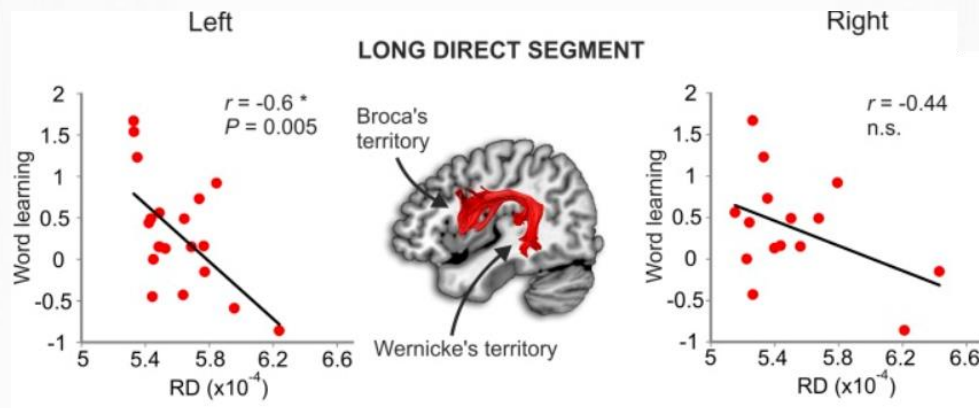 Left
Right
LONG DIRECT SEGMENT
2
1.5
1
0.5
0
-0.5
-1
Word learning
r = -0.6 *
P = 0.005
5 5.4 5.8 6.2 6.6
RD (x10-4)
Broca's
territory
Wernicke's territory
2
1.5
1
0.5
0
-0.5
-1
Word learning
r = -0.44
n.s.
5 5.4 5.8 6.2 6.6
RD (x10-4)